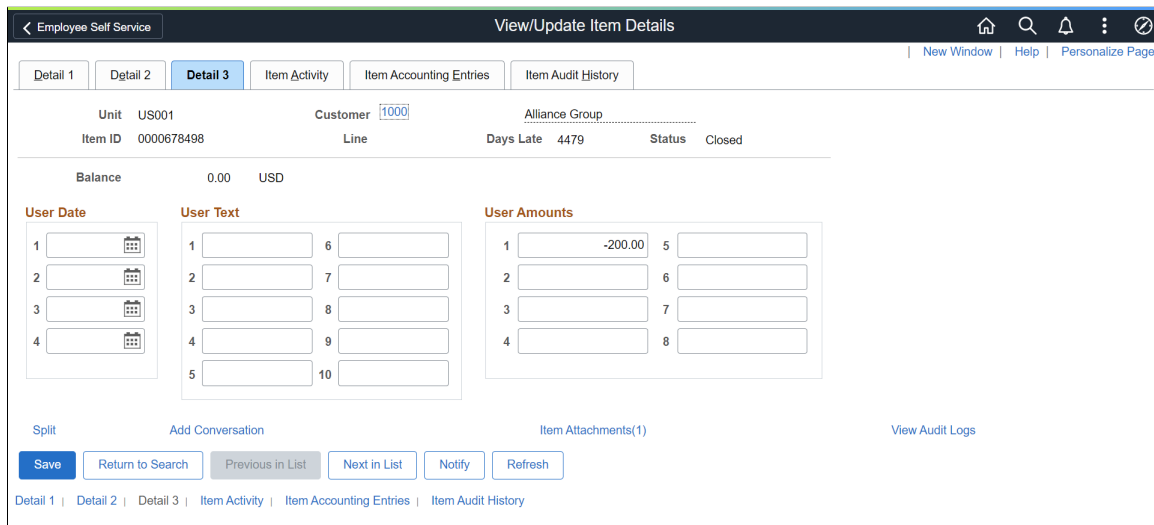 Employee Self Service View/Update Item Details
| New Window | Help | Personalize Page
Detail 1 Detail 2 Detail 3 Item Activity Item Accounting Entries Item Audit History
Unit US001 Customer 1000 Alliance Group
Item ID 0000678498 Line Days Late 4479 Status Closed
Balance 0.00 USD
User Date User Text User Amounts
1 1 6 1 -200.00 5
2 2 7 2 6
3 3 8 3 7
4 4 9 4 8
5 10
Split Add Conversation Item Attachments(1) View Audit Logs
Save Return to Search Previous in List Next in List Notify Refresh
Detail 1 | Detail 2 | Detail 3 | Item Activity | Item Accounting Entries | Item Audit History